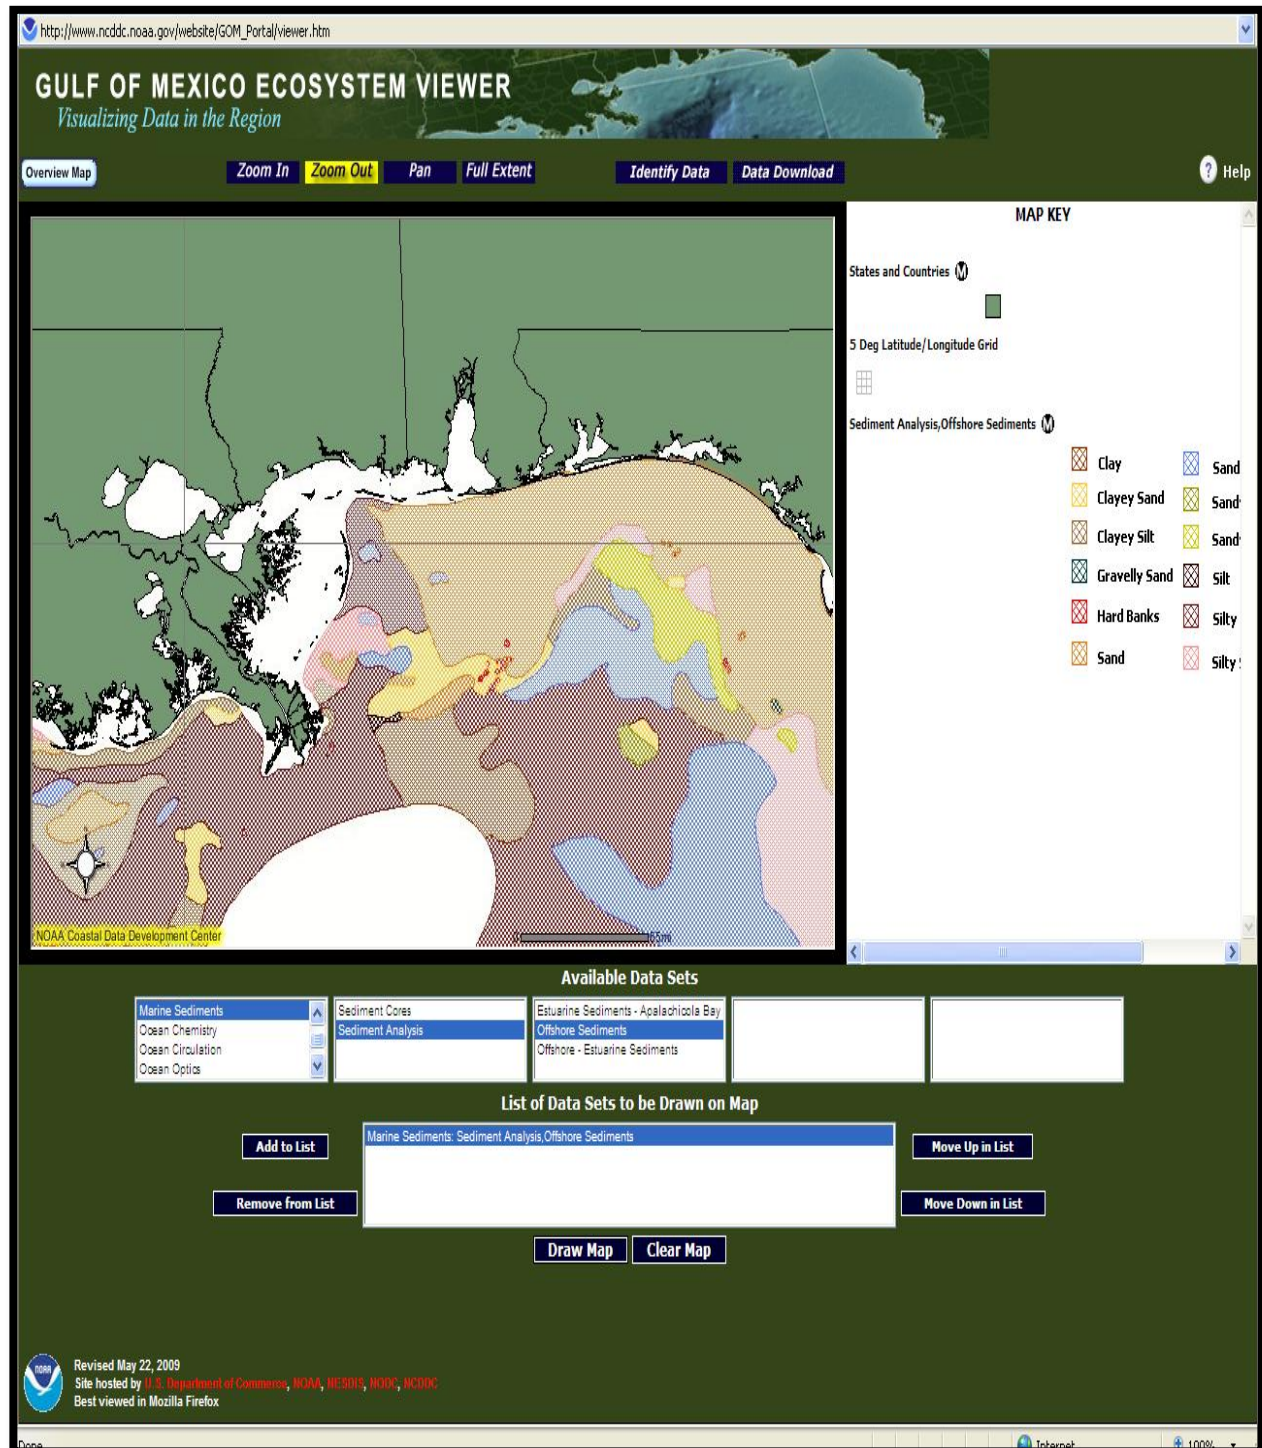 http://www.ncddc.noaa.gov/website/GOM_Portal/viewer.htm
GULF OF MEXICO ECOSYSTEM VIEWER
Visualizing Data in the Region
Overview Map
Zoom In
Zoom Out
Pan
Full Extent
Identify Data
Data Download
? Help
MAP KEY
States and Countries M
5 Deg Latitude/Longitude Grid
Sediment Analysis,Offshore Sediments M
Clay
Sand
Clayey Sand
Sand
Clayey Silt
Sand
Gravelly Sand
Silt
Hard Banks
Silty
Sand
Silty
NOAA Coastal Data Development Center
Available Data Sets
Marine Sediments
Ocean Chemistry
Ocean Circulation
Ocean Optics
Sediment Cores
Sediment Analysis
Estuarine Sediments - Apalachicola Bay
Offshore Sediments
Offshore - Estuarine Sediments
List of Data Sets to be Drawn on Map
Add to List
Remove from List
Marine Sediments: Sediment Analysis,Offshore Sediments
Move Up in List
Move Down in List
Draw Map
Clear Map
NOAA
Revised May 22, 2009
Site hosted by U.S. Department of Commerce, NOAA, NESDIS, NODC, NCDDC
Best viewed in Mozilla Firefox
Done
Internet
100%